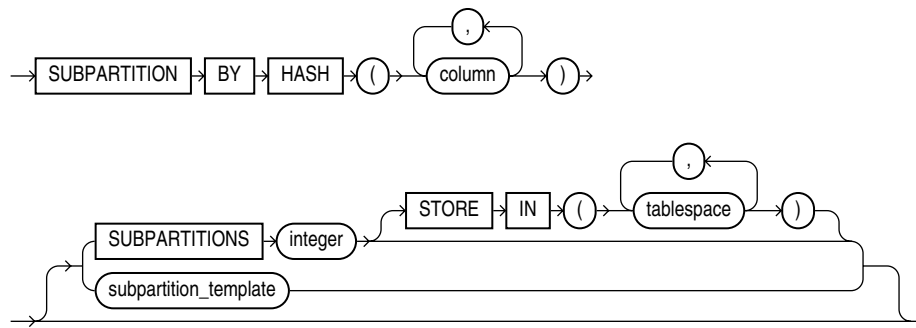 ,
SUBPARTITION BY HASH ( column )
,
STORE IN ( tablespace )
SUBPARTITIONS integer
subpartition_template